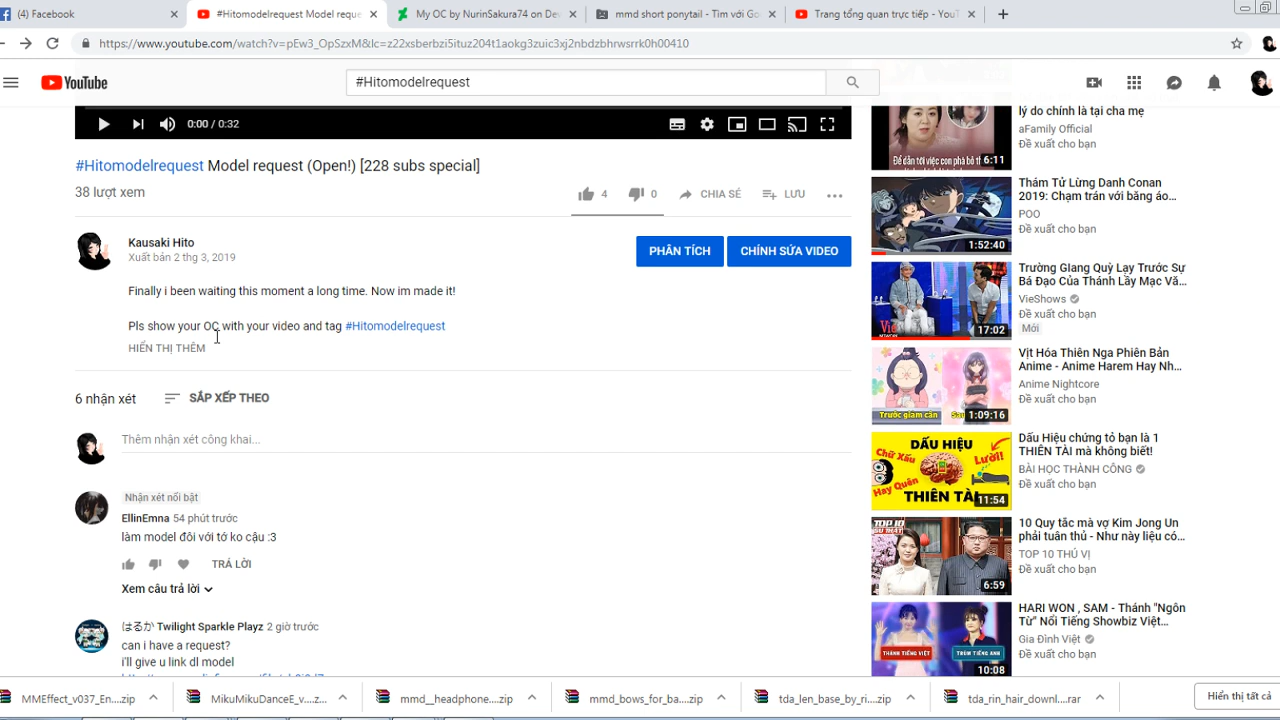 (4) Facebook
#Hitomodelrequest Model reque
My OC by NurinSakura74 on De
mmd short ponytail - Tìm với Go
Trang tổng quan trực tiếp - YouT
https://www.youtube.com/watch?v=pEw3_OpSzxM&lc=z22xsberbzi5ituz204t1aokg3zuic3xj2nbdzbhrwsrrk0h00410
YouTube
#Hitomodelrequest
0:00 / 0:32
#Hitomodelrequest Model request (Open!) [228 subs special]
38 lượt xem
4
0
CHIA SẺ
LƯU
Kausaki Hito
Xuất bản 2 thg 3, 2019
PHÂN TÍCH
CHỈNH SỬA VIDEO
Finally i been waiting this moment a long time. Now im made it!
Pls show your OC with your video and tag #Hitomodelrequest
HIỂN THỊ THÊM
6 nhận xét
SẮP XẾP THEO
Thêm nhận xét công khai...
Nhận xét nổi bật
EllinEmna 54 phút trước
làm model đôi với tớ ko cậu :3
TRẢ LỜI
Xem câu trả lời
はるか Twilight Sparkle Playz 2 giờ trước
can i have a request?
i'll give u link dl model
lý do chính là tại cha mẹ
aFamily Official
Đề xuất cho bạn
Để dẫn tới việc con phá bỏ th
6:11
Thám Tử Lừng Danh Conan
2019: Chạm trán với băng áo...
POO
Đề xuất cho bạn
1:52:40
Trường Giang Quỳ Lạy Trước Sự
Bá Đạo Của Thánh Lầy Mạc Vă...
VieShows
Mới
17:02
Vịt Hóa Thiên Nga Phiên Bản
Anime - Anime Harem Hay Nh...
Anime Nightcore
Đề xuất cho bạn
Trước giảm cân
1:09:16
Dấu Hiệu chứng tỏ bạn là 1
THIÊN TÀI mà không biết!
BÀI HỌC THÀNH CÔNG
Đề xuất cho bạn
DẤU HIỆU
Chữ Xấu
Lười!
Hay Quên
THIÊN TÀI
11:54
10 Quy tắc mà vợ Kim Jong Un
phải tuân thủ - Như này liệu có...
TOP 10 THÚ VỊ
Đề xuất cho bạn
TOP 10
6:59
HARI WON , SAM - Thánh "Ngôn
Từ" Nổi Tiếng Showbiz Việt...
Gia Đình Việt
Đề xuất cho bạn
THÁNH TIẾNG VIỆT
TRÙM TIẾNG ANH
10:08
MMEffect_v037_En....zip
MikuMikuDanceE_v....z...
mmd__headphone....zip
mmd_bows_for_ba....zip
tda_len_base_by_ri....zip
tda_rin_hair_downl....rar
Hiển thị tất cả